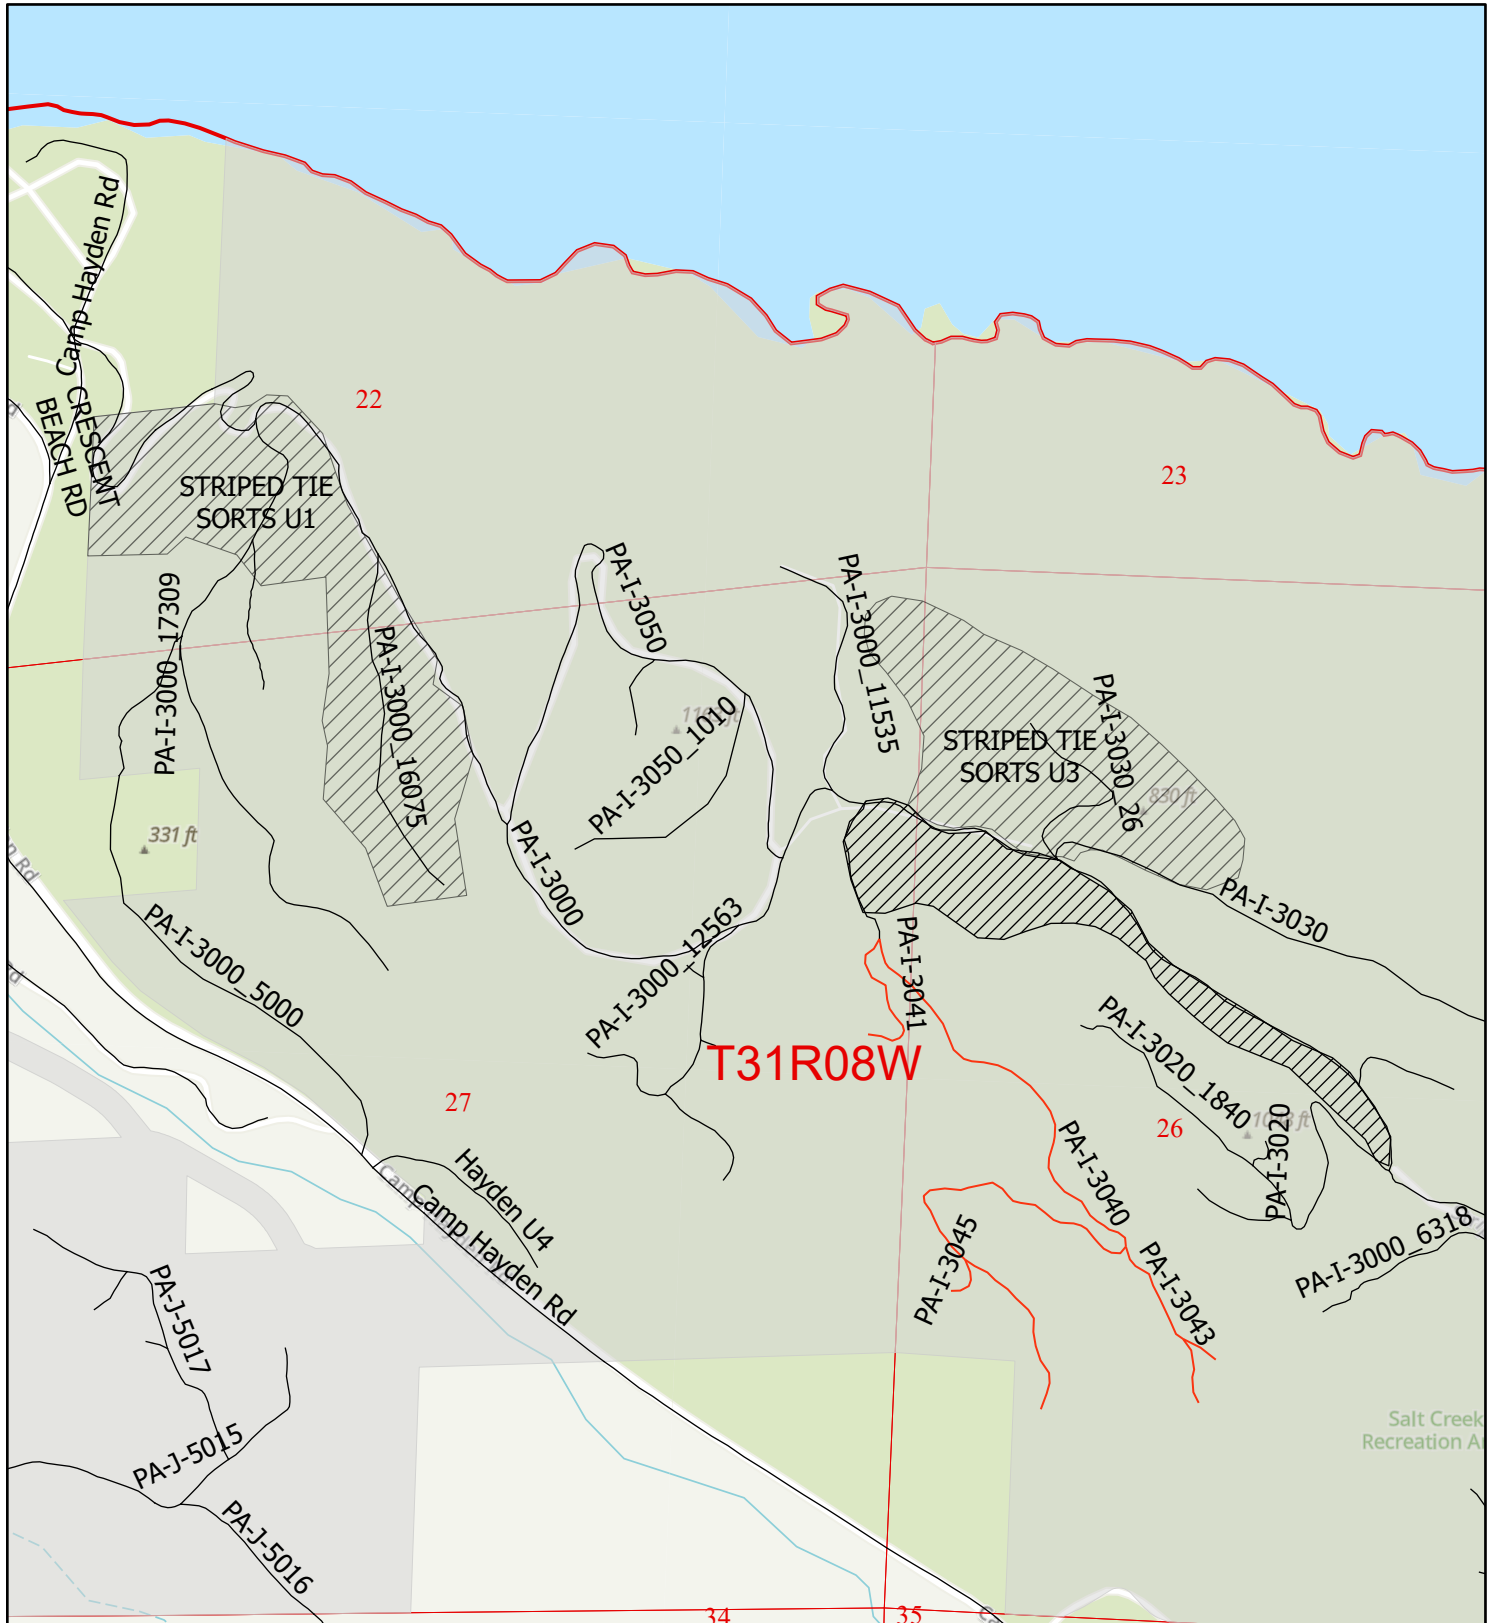 Camp Hayden Rd
22
CRESCENT
BEACH RD
23
STRIPED TIE
SORTS U1
PA-I-3050
PA-I-3000_11535
PA-I-3000_17309
PA-I-3000_16075
PA-I-3030_26
PA-I-3050_1010
STRIPED TIE
SORTS U3
830 ft
331 ft
PA-I-3000
PA-I-3030
PA-I-3000_12563
PA-I-3000_5000
PA-I-3041
PA-I-3020_1840
T31R08W
27
26
PA-I-3020
PA-I-3040
Hayden U4
Camp Hayden Rd
PA-I-3045
PA-I-3043
PA-I-3000_6318
PA-J-5017
PA-J-5015
PA-J-5016
Salt Creek
Recreation
34
35